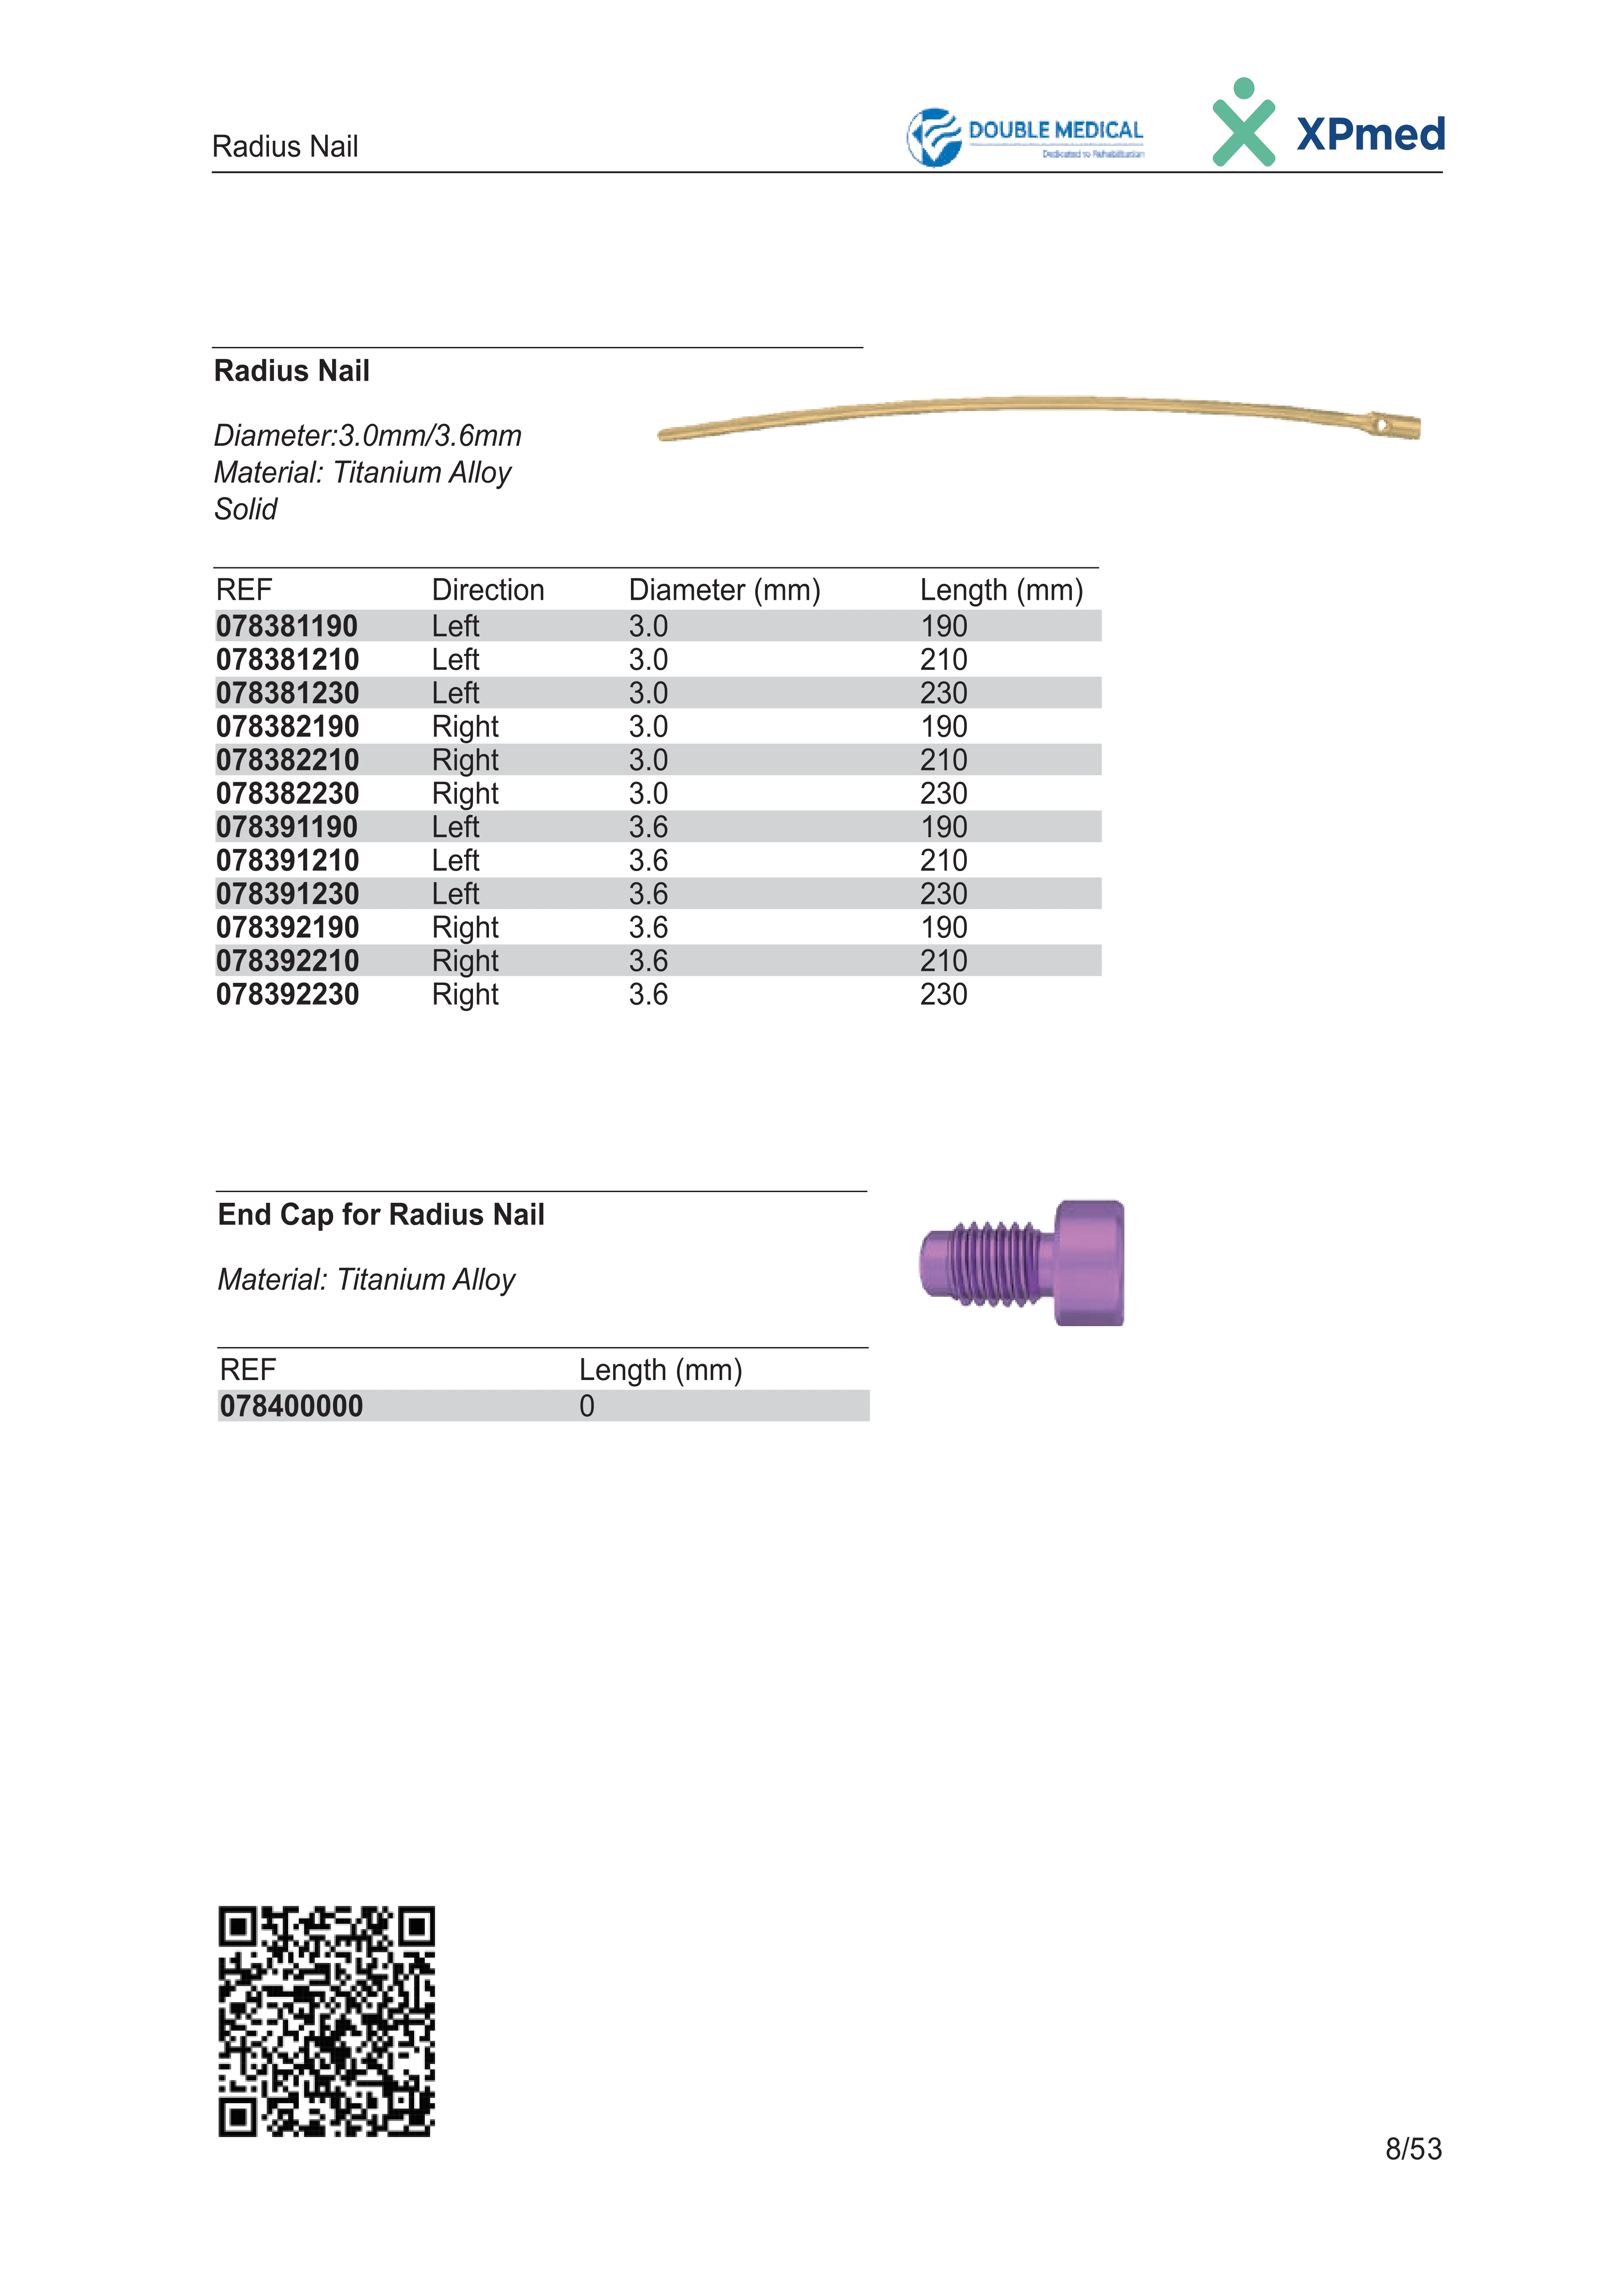 Radius Nail
DOUBLE MEDICAL
Dedicated to Rehabilitation
XPmed
Radius Nail
Diameter:3.0mm/3.6mm
Material: Titanium Alloy
Solid
REF Direction Diameter (mm) Length (mm)
078381190 Left 3.0 190
078381210 Left 3.0 210
078381230 Left 3.0 230
078382190 Right 3.0 190
078382210 Right 3.0 210
078382230 Right 3.0 230
078391190 Left 3.6 190
078391210 Left 3.6 210
078391230 Left 3.6 230
078392190 Right 3.6 190
078392210 Right 3.6 210
078392230 Right 3.6 230
End Cap for Radius Nail
Material: Titanium Alloy
REF Length (mm)
078400000 0
8/53